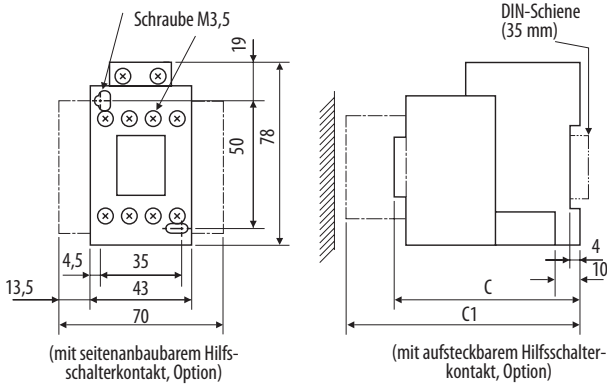 Schraube M3,5
19
50
78
4,5
35
13,5
43
70
(mit seitenanbaubarem Hilfs-
schalterkontakt, Option)
DIN-Schiene
(35 mm)
4
10
C
C1
(mit aufsteckbarem Hilfsschalter-
kontakt, Option)